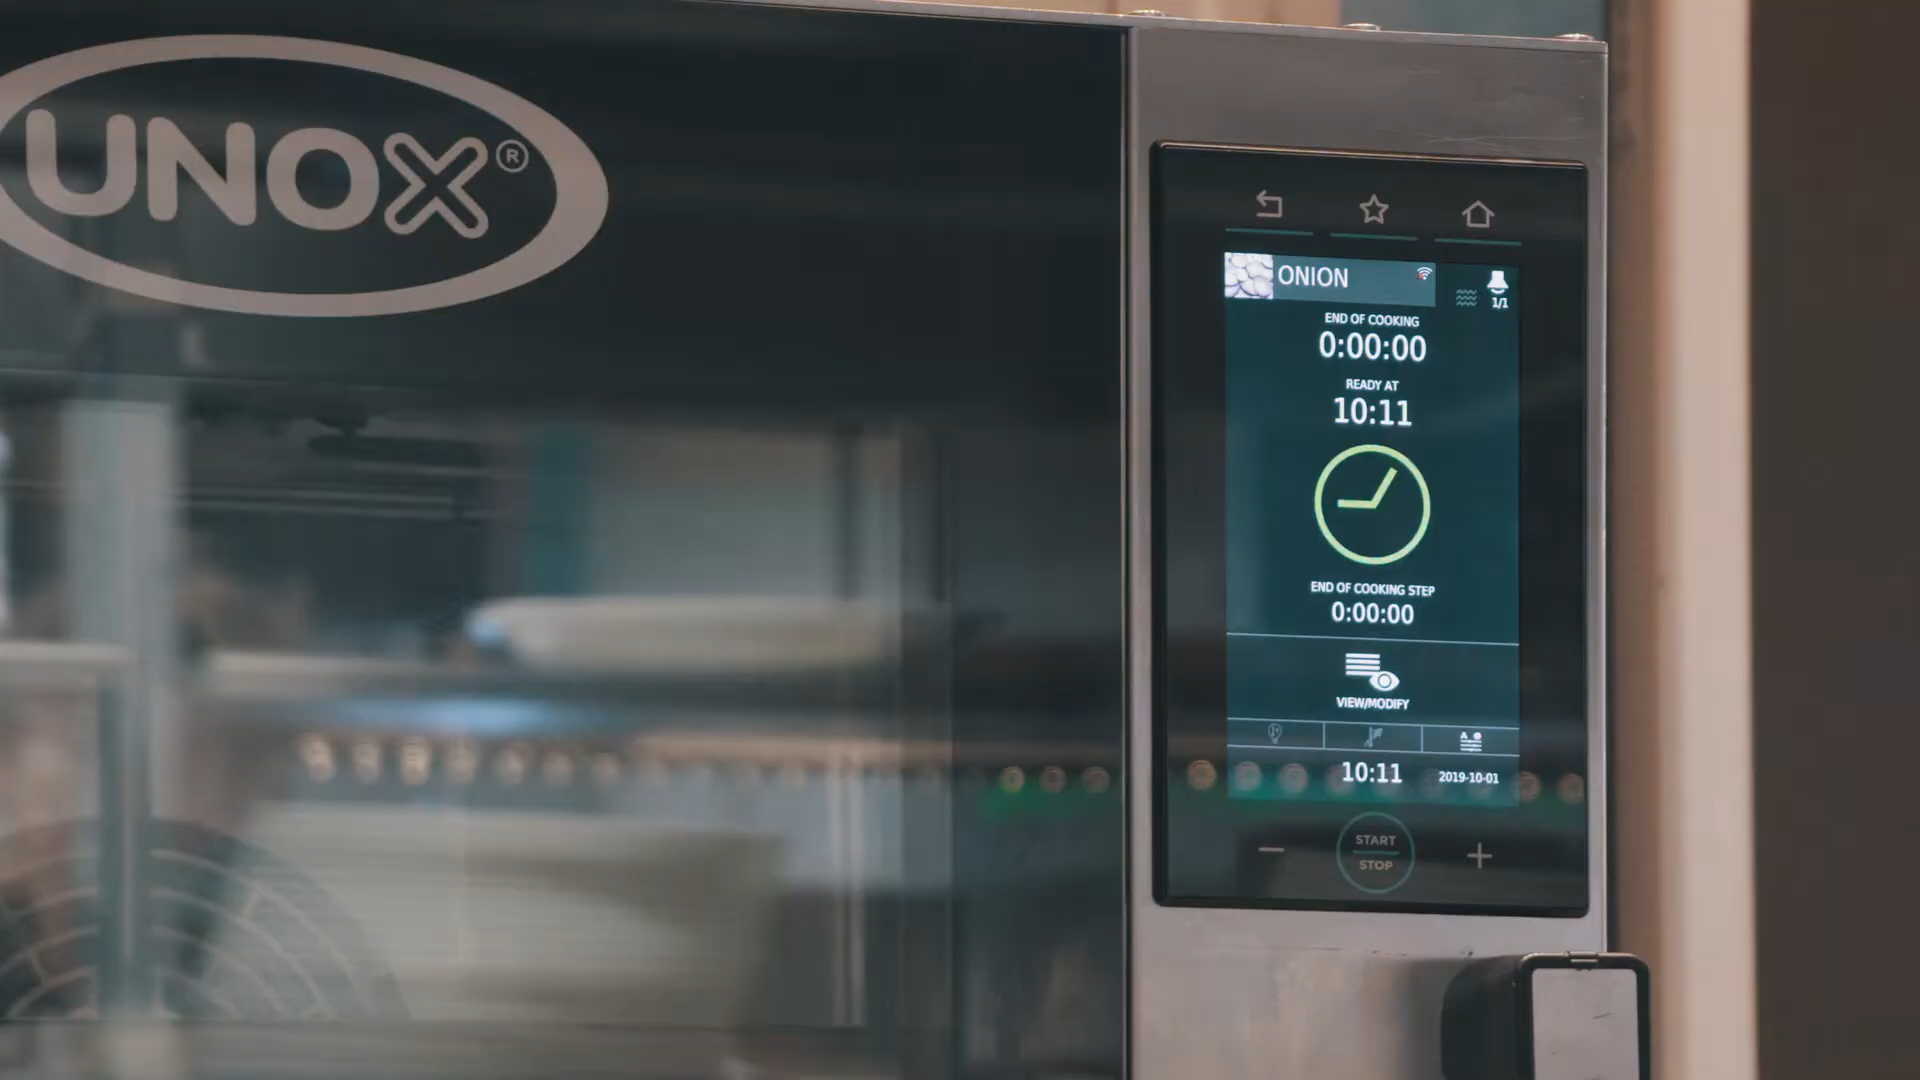 UNOX®
ONION
1/1
END OF COOKING
0:00:00
READY AT
10:11
END OF COOKING STEP
0:00:00
VIEW/MODIFY
10:11 2019-10-01
START
STOP